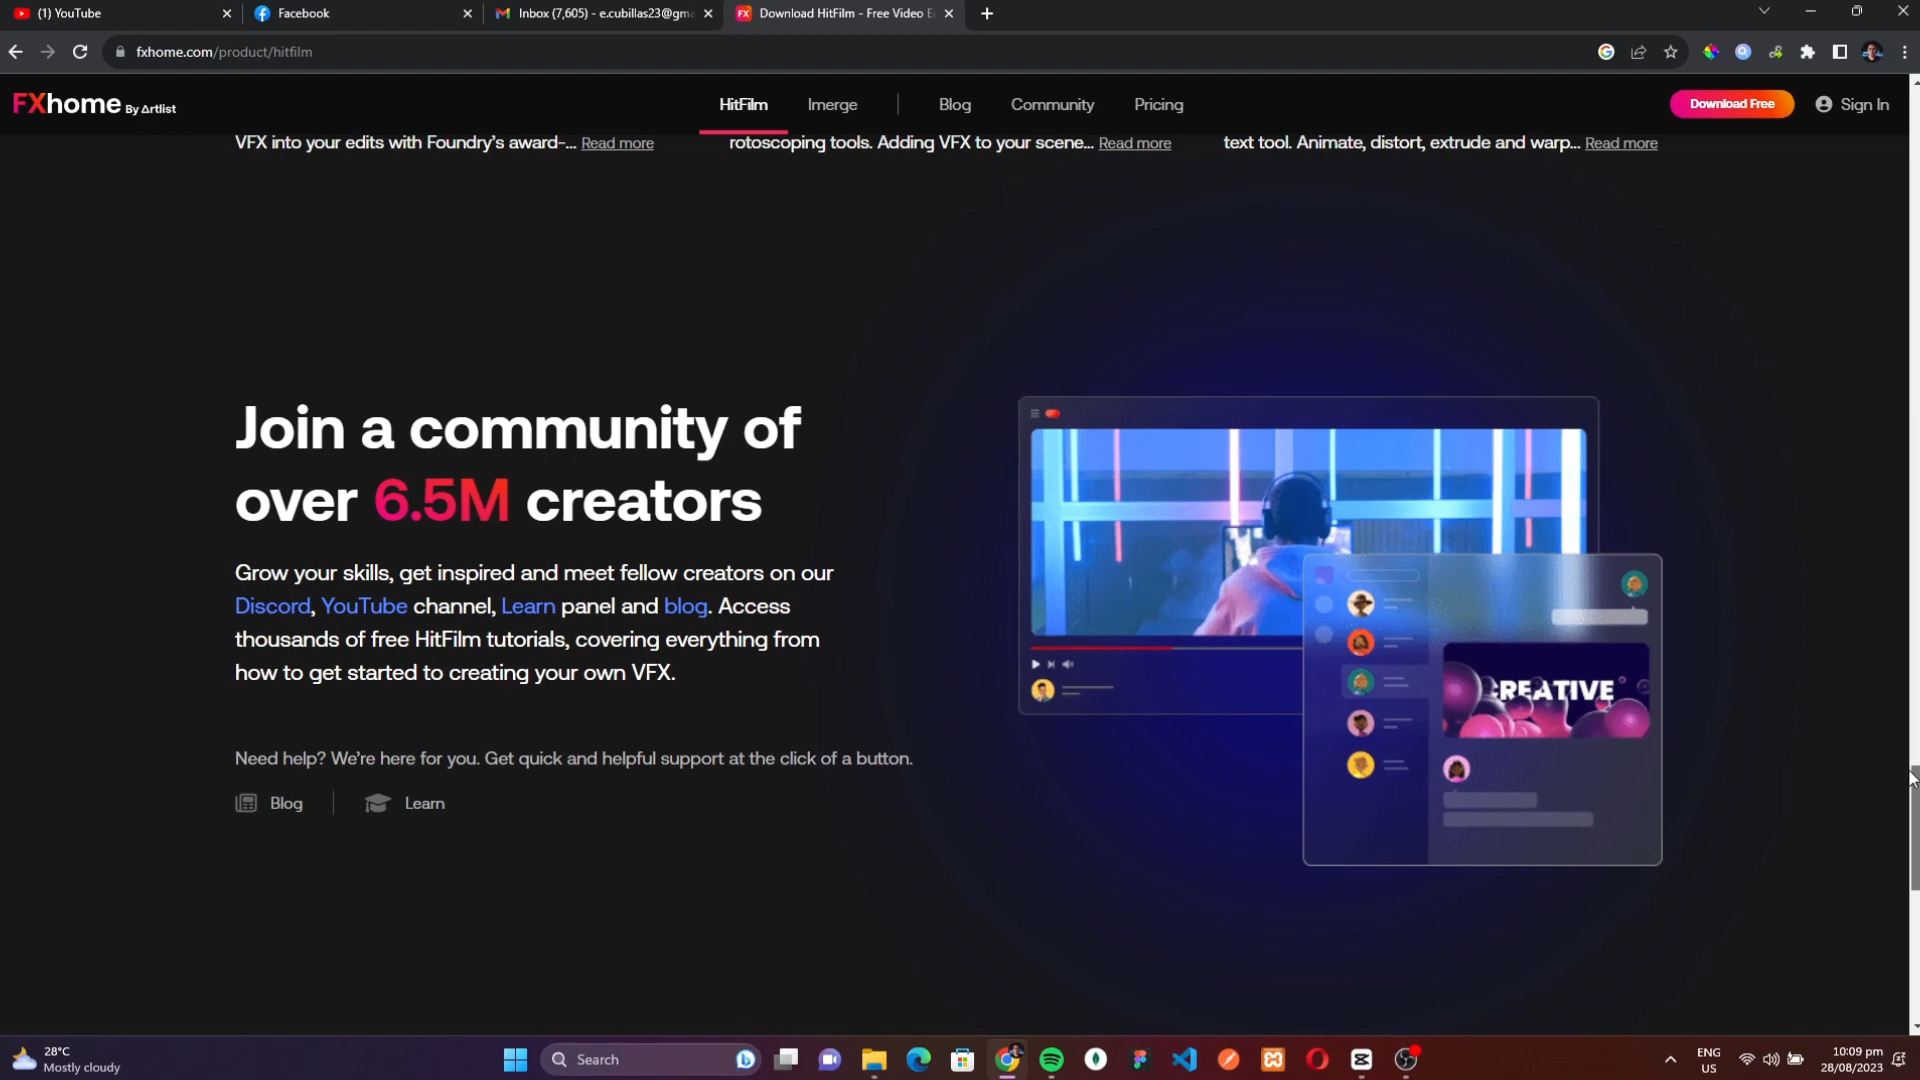 (1) YouTube
Facebook
Inbox (7,605) - e.cubillas23@gma
Download HitFilm - Free Video E
fxhome.com/product/hitfilm
FXhome By Artlist
HitFilm
Imerge
Blog
Community
Pricing
Download Free
Sign In
VFX into your edits with Foundry's award-... Read more
rotoscoping tools. Adding VFX to your scene... Read more
text tool. Animate, distort, extrude and warp... Read more
Join a community of
over 6.5M creators
Grow your skills, get inspired and meet fellow creators on our
Discord, YouTube channel, Learn panel and blog. Access
thousands of free HitFilm tutorials, covering everything from
how to get started to creating your own VFX.
CREATIVE
Need help? We're here for you. Get quick and helpful support at the click of a button.
Blog
Learn
28°C
Mostly cloudy
Search
ENG
US
10:09 pm
28/08/2023